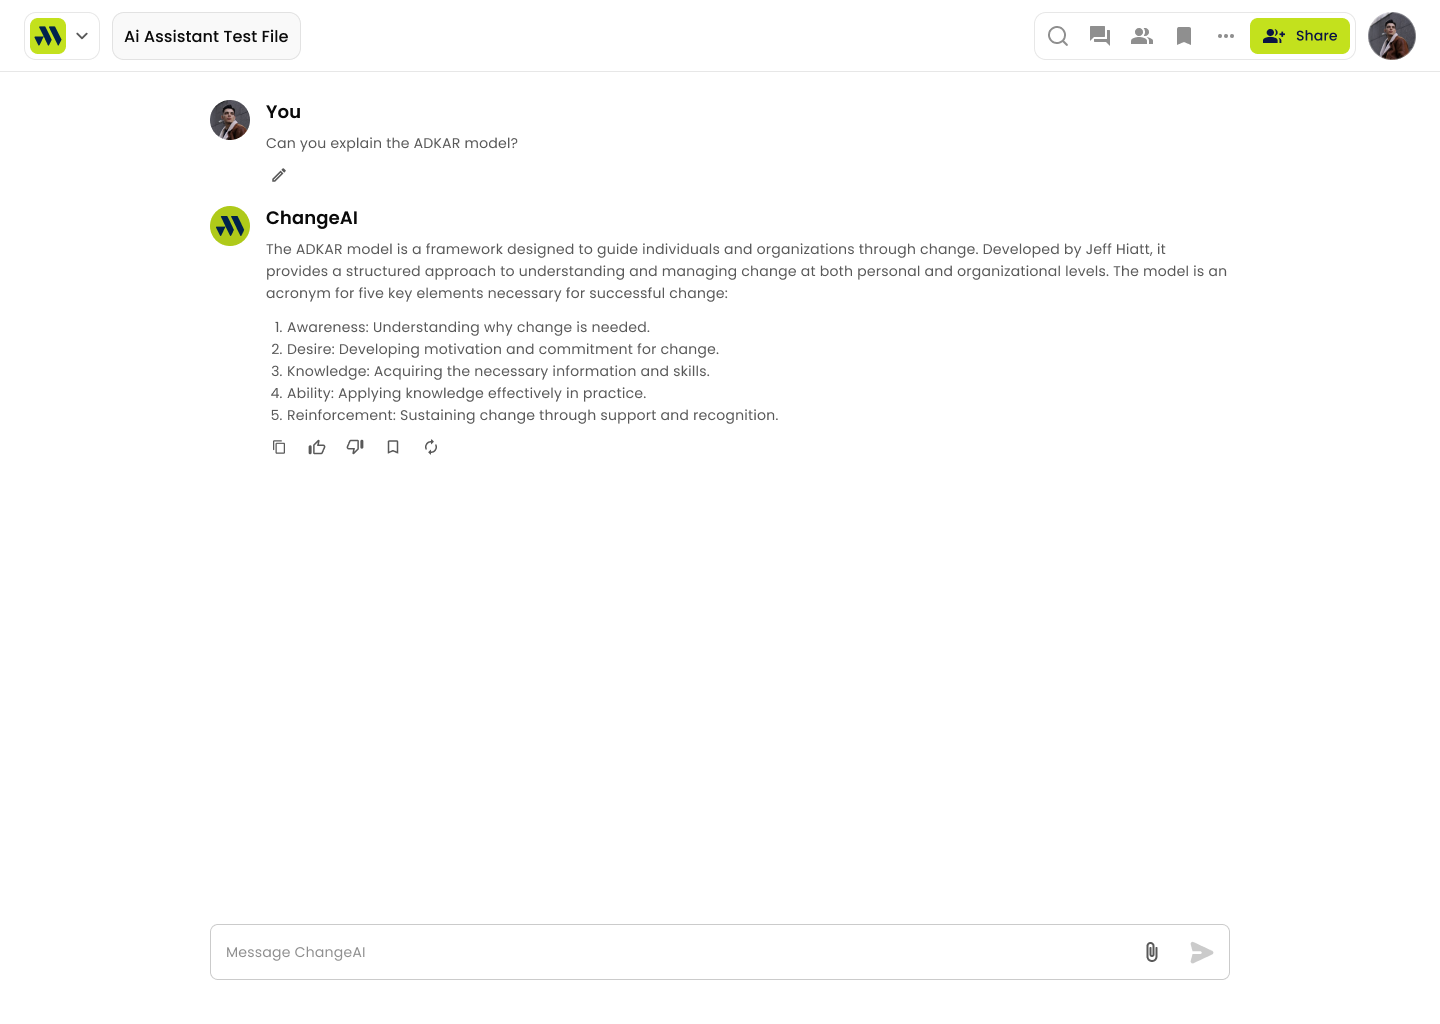 Ai Assistant Test File
Share
You
Can you explain the ADKAR model?
ChangeAI
The ADKAR model is a framework designed to guide individuals and organizations through change. Developed by Jeff Hiatt, it
provides a structured approach to understanding and managing change at both personal and organizational levels. The model is an
acronym for five key elements necessary for successful change:
1. Awareness: Understanding why change is needed.
2. Desire: Developing motivation and commitment for change.
3. Knowledge: Acquiring the necessary information and skills.
4. Ability: Applying knowledge effectively in practice.
5. Reinforcement: Sustaining change through support and recognition.
Message ChangeAI